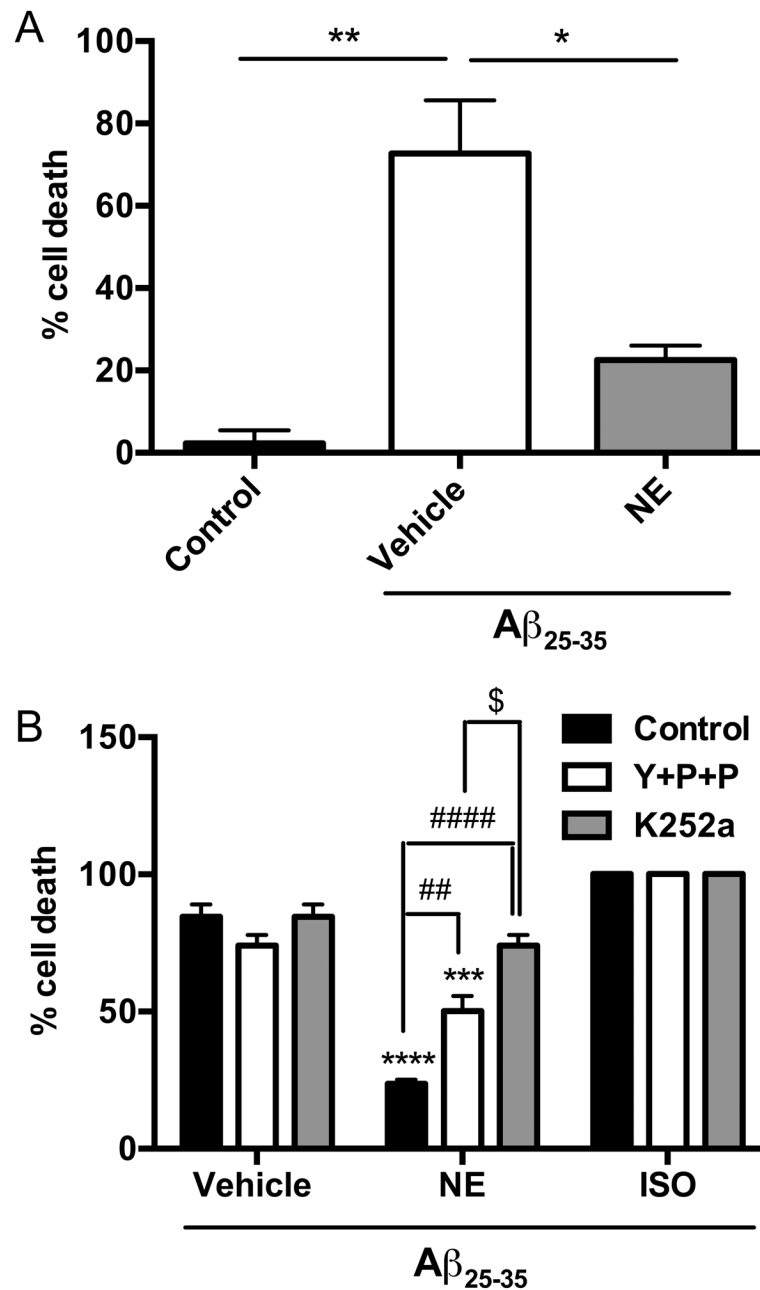 A
100
80
60
40
20
0
% cell death
** *
Control Vehicle NE
Aβ25-35
B
150
100
50
0
% cell death
$
####
##
***
****
Control
Y+P+P
K252a
Vehicle NE ISO
Aβ25-35